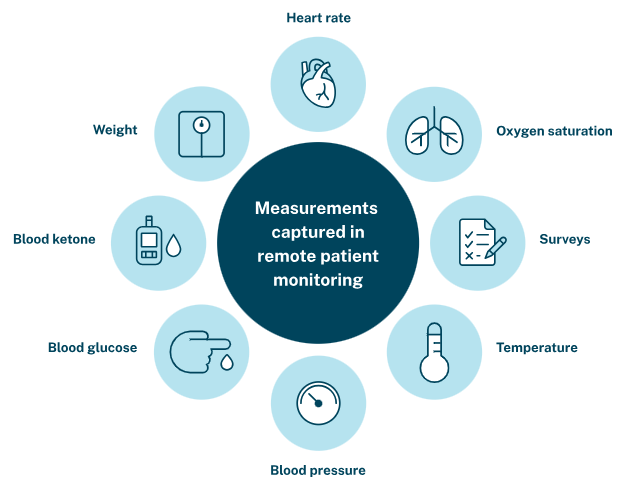 Heart rate
Weight
Oxygen saturation
Measurements
captured in
remote patient
monitoring
Blood ketone
Surveys
Blood glucose
Temperature
Blood pressure